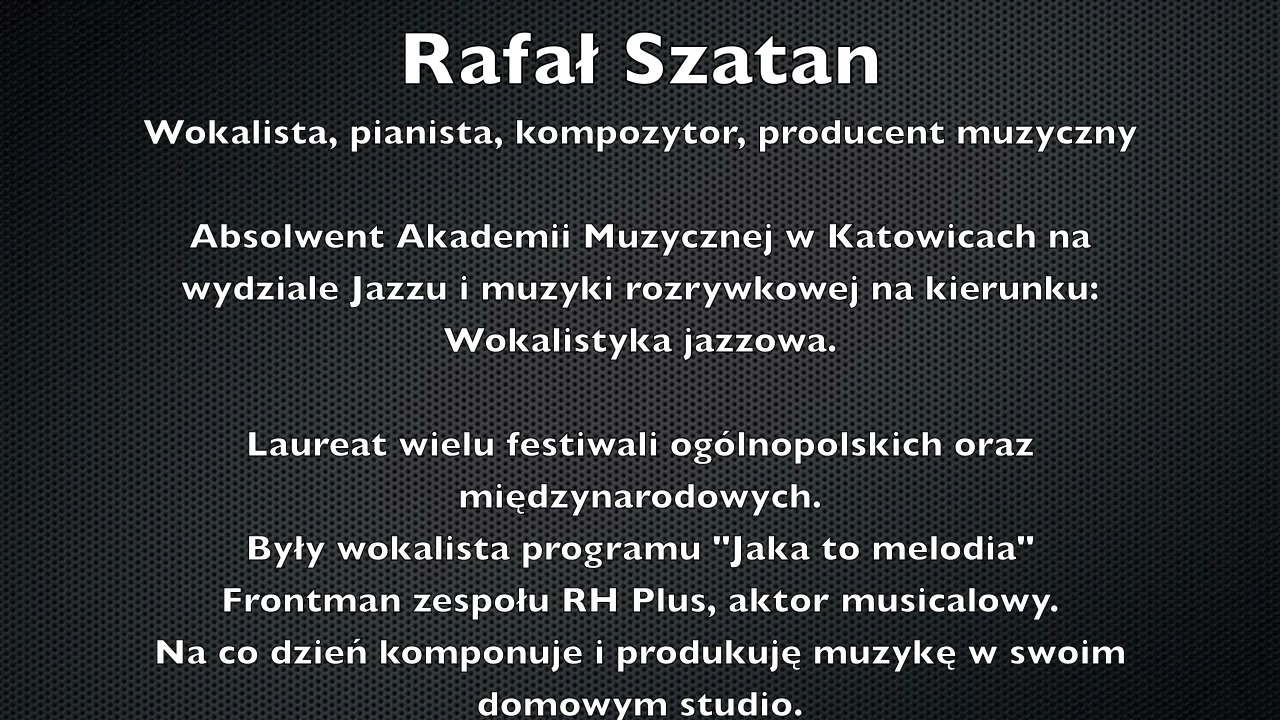 Rafał Szatan
Wokalista, pianista, kompozytor, producent muzyczny
Absolwent Akademii Muzycznej w Katowicach na
wydziale Jazzu i muzyki rozrywkowej na kierunku:
Wokalistyka jazzowa.
Laureat wielu festiwali ogólnopolskich oraz
międzynarodowych.
Były wokalista programu "Jaka to melodia"
Frontman zespołu RH Plus, aktor musicalowy.
Na co dzień komponuje i produkuję muzykę w swoim
domowym studio.